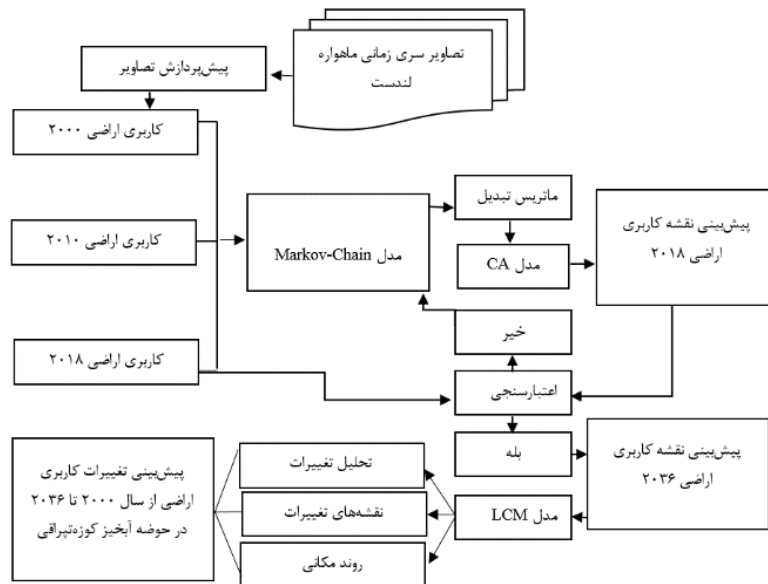 تصاویر سری زمانی ماهواره
لندست
پیش‌پردازش تصاویر
کاربری اراضی ۲۰۰۰
کاربری اراضی ۲۰۱۰
کاربری اراضی ۲۰۱۸
مدل Markov-Chain
ماتریس تبدیل
مدل CA
پیش‌بینی نقشه کاربری
اراضی ۲۰۱۸
خیر
اعتبارسنجی
بله
پیش‌بینی نقشه کاربری
اراضی ۲۰۳۶
مدل LCM
تحلیل تغییرات
نقشه‌های تغییرات
روند مکانی
پیش‌بینی تغییرات کاربری
اراضی از سال ۲۰۰۰ تا ۲۰۳۶
در حوضه آبخیز کوزه‌تپراقی